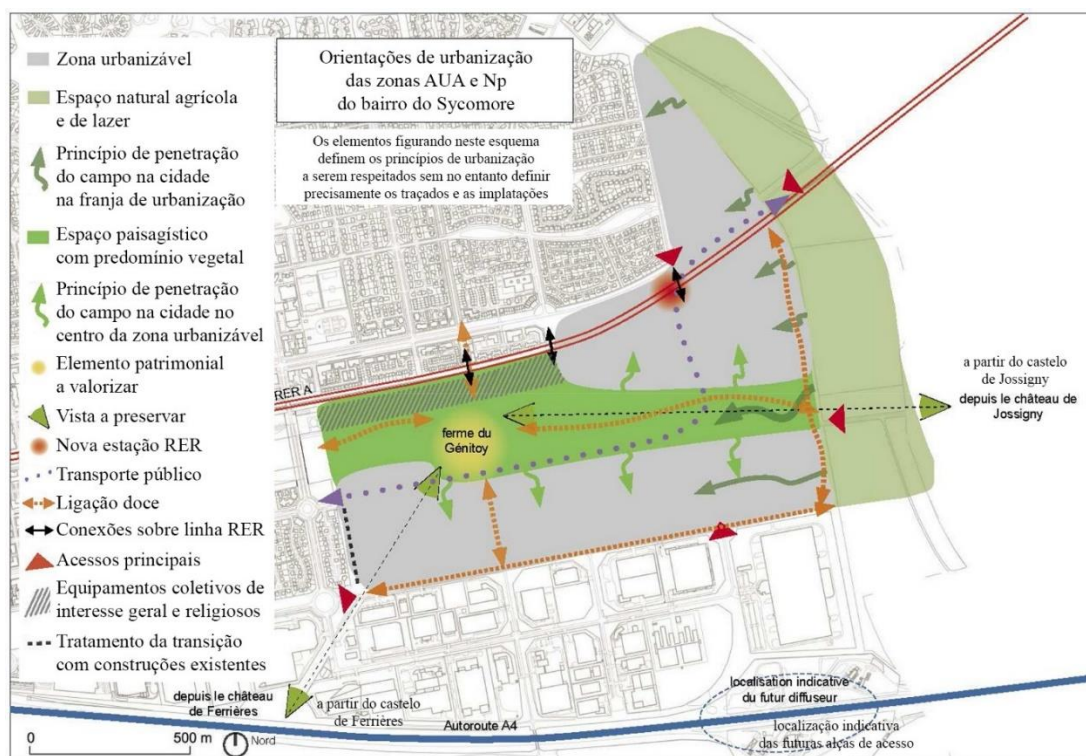 Zona urbanizável
Espaço natural agrícola
e de lazer
Princípio de penetração
do campo na cidade
na franja de urbanização
Espaço paisagístico
com predomínio vegetal
Princípio de penetração
do campo na cidade no
centro da zona urbanizável
Elemento patrimonial
a valorizar
Vista a preservar
Nova estação RER
Transporte público
Ligação doce
Conexões sobre linha RER
Acessos principais
Equipamentos coletivos de
interesse geral e religiosos
Tratamento da transição
com construções existentes
Orientações de urbanização
das zonas AUA e Np
do bairro do Sycomore
Os elementos figurando neste esquema
definem os princípios de urbanização
a serem respeitados sem no entanto definir
precisamente os traçados e as implatações
RER A
ferme du
Génitoy
a partir do castelo
de Jossigny
depuis le château de
Jossigny
depuis le château
de Ferrières
a partir do castelo
de Ferrières
Autoroute A4
localisation indicative
du futur diffuseur
localização indicativa
das futuras alças de acesso
0 500 m Nord